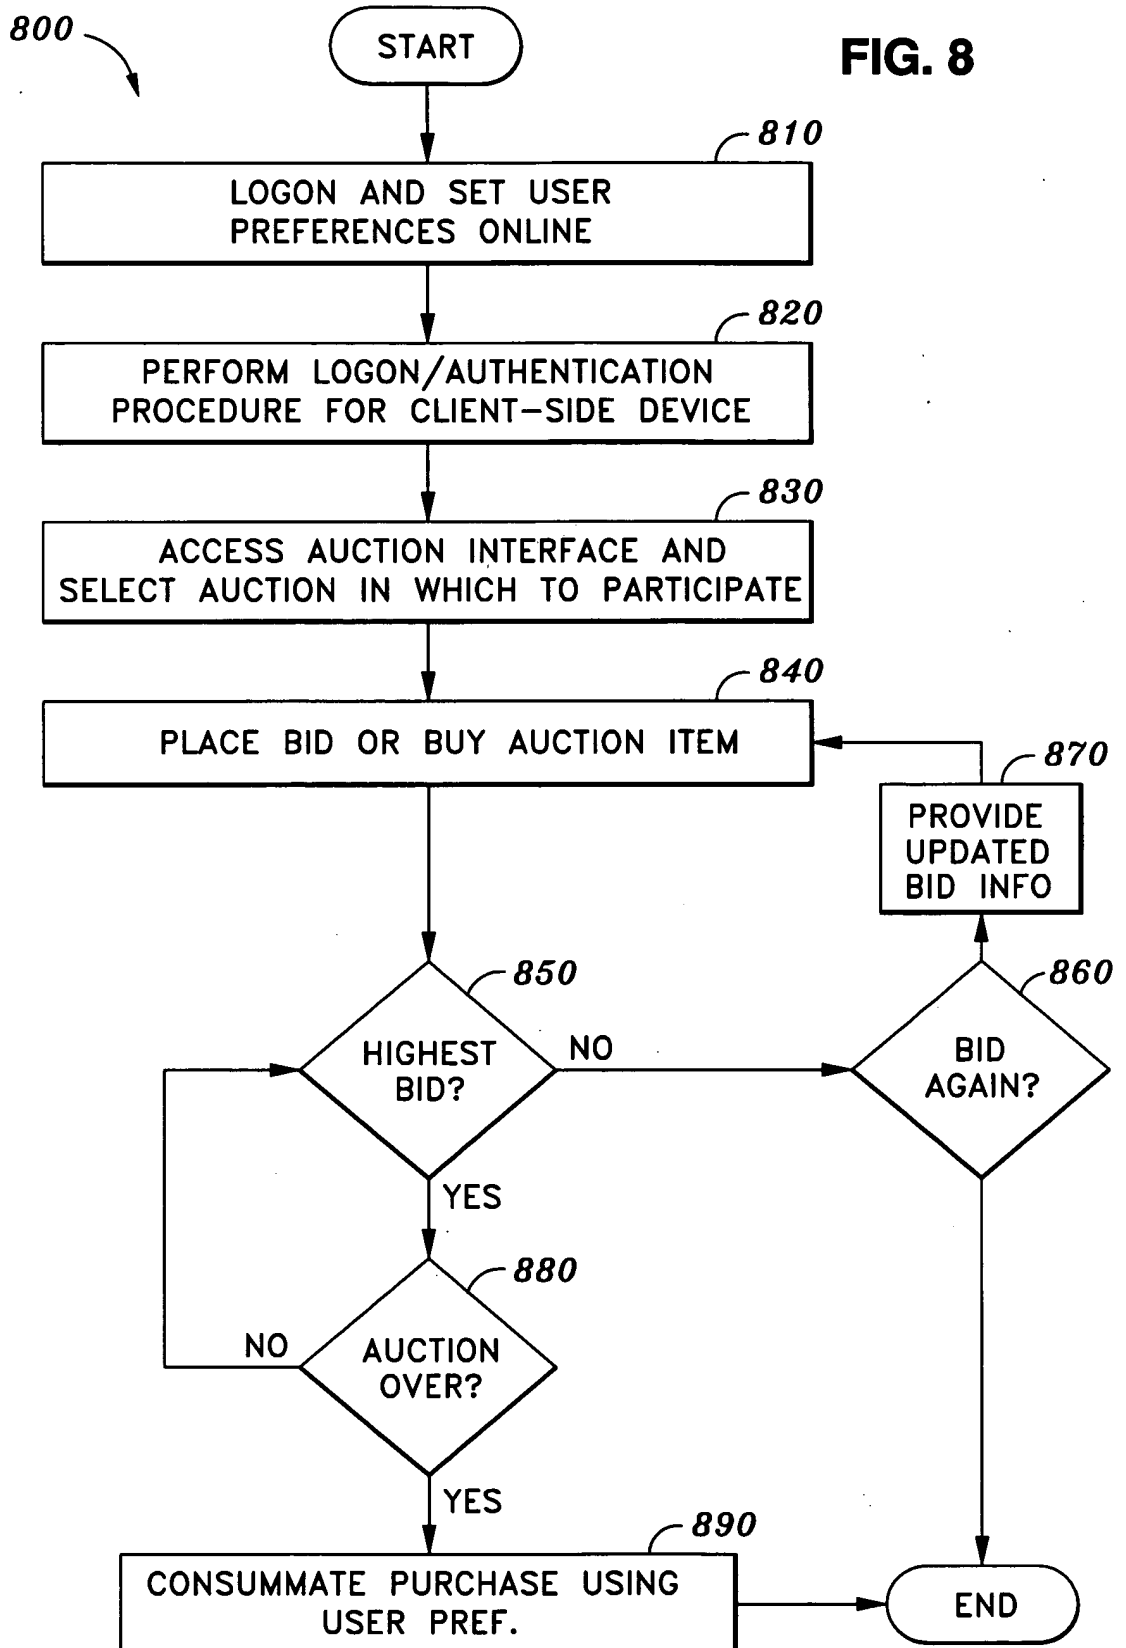 800
START
FIG. 8
810
LOGON AND SET USER
PREFERENCES ONLINE
820
PERFORM LOGON/AUTHENTICATION
PROCEDURE FOR CLIENT-SIDE DEVICE
830
ACCESS AUCTION INTERFACE AND
SELECT AUCTION IN WHICH TO PARTICIPATE
840
PLACE BID OR BUY AUCTION ITEM
870
PROVIDE
UPDATED
BID INFO
850
HIGHEST
BID?
NO
860
BID
AGAIN?
YES
880
AUCTION
OVER?
NO
YES
890
CONSUMMATE PURCHASE USING
USER PREF.
END